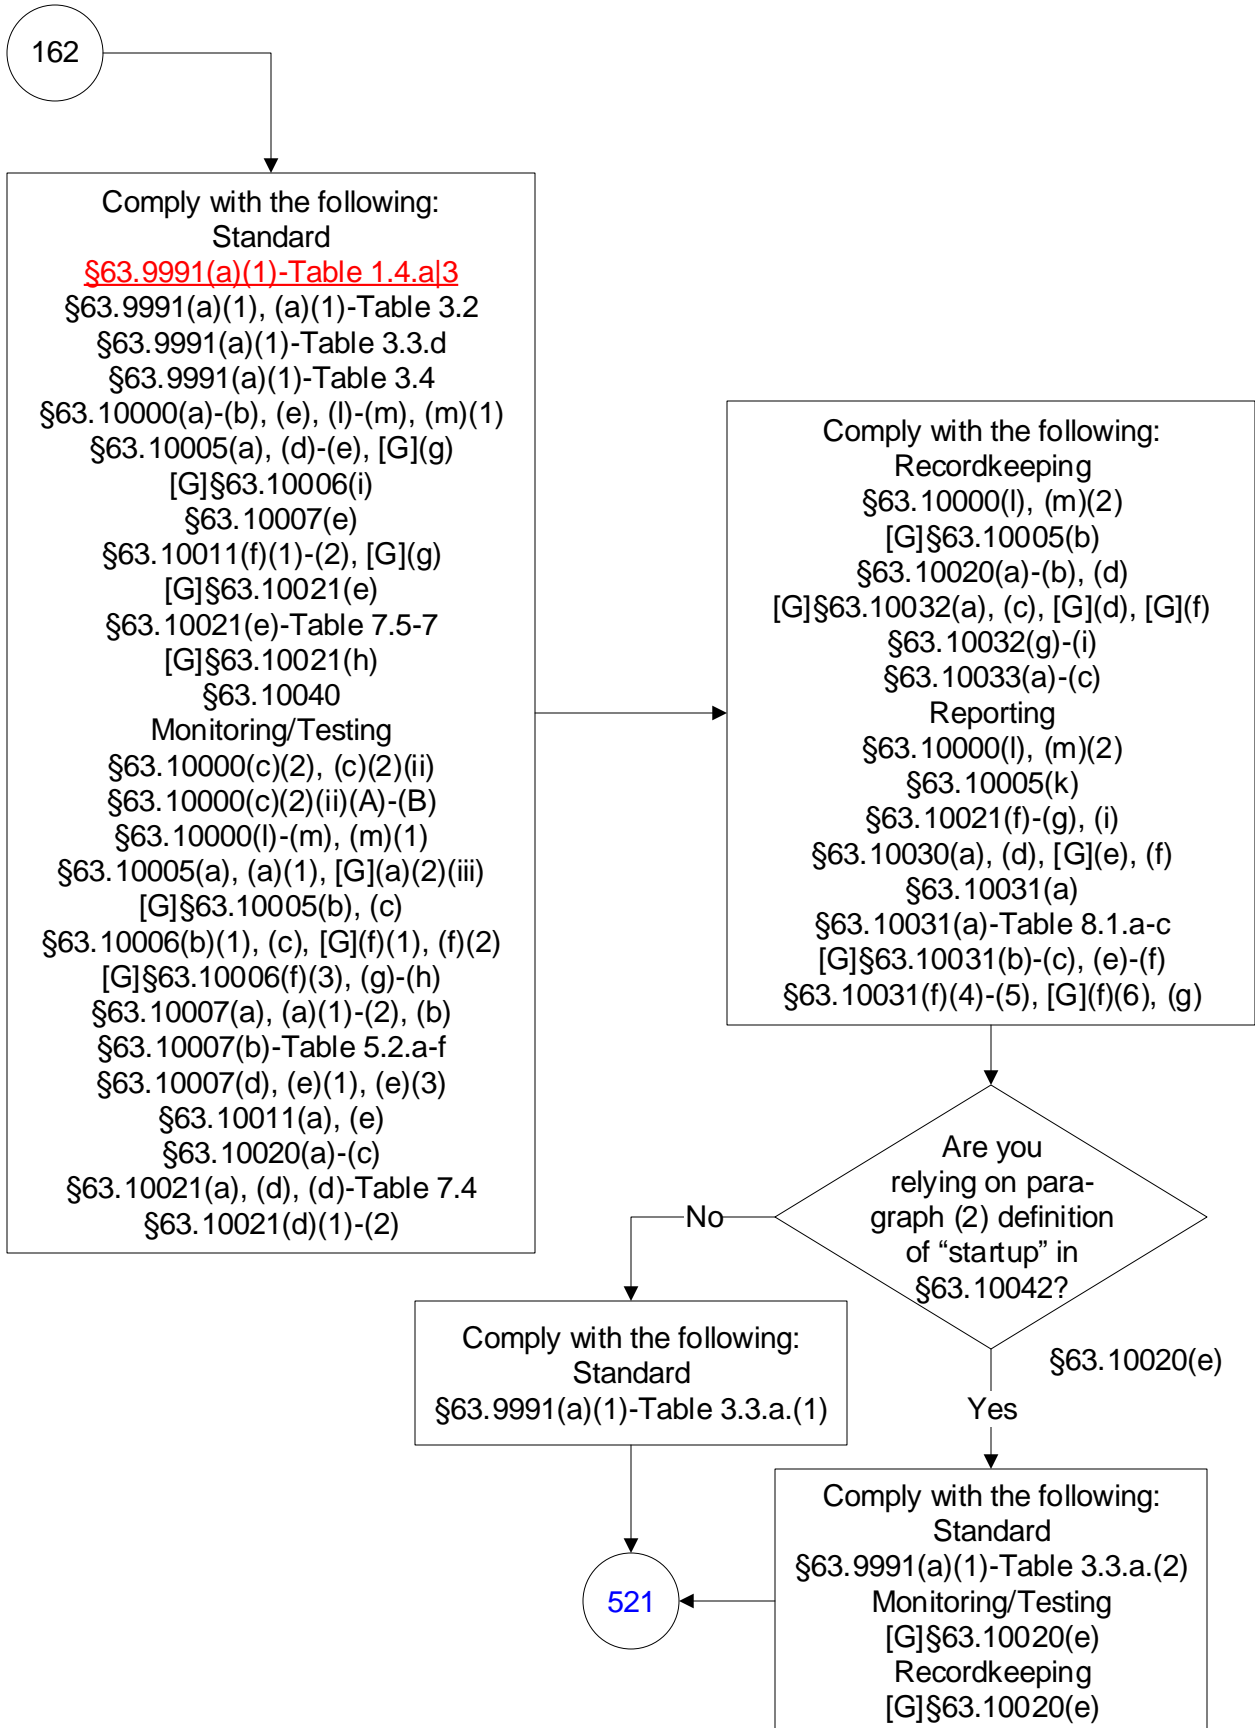 162
Comply with the following:
Standard
§63.9991(a)(1)-Table 1.4.a|3
§63.9991(a)(1), (a)(1)-Table 3.2
§63.9991(a)(1)-Table 3.3.d
§63.9991(a)(1)-Table 3.4
§63.10000(a)-(b), (e), (l)-(m), (m)(1)
§63.10005(a), (d)-(e), [G](g)
[G]§63.10006(i)
§63.10007(e)
§63.10011(f)(1)-(2), [G](g)
[G]§63.10021(e)
§63.10021(e)-Table 7.5-7
[G]§63.10021(h)
§63.10040
Monitoring/Testing
§63.10000(c)(2), (c)(2)(ii)
§63.10000(c)(2)(ii)(A)-(B)
§63.10000(l)-(m), (m)(1)
§63.10005(a), (a)(1), [G](a)(2)(iii)
[G]§63.10005(b), (c)
§63.10006(b)(1), (c), [G](f)(1), (f)(2)
[G]§63.10006(f)(3), (g)-(h)
§63.10007(a), (a)(1)-(2), (b)
§63.10007(b)-Table 5.2.a-f
§63.10007(d), (e)(1), (e)(3)
§63.10011(a), (e)
§63.10020(a)-(c)
§63.10021(a), (d), (d)-Table 7.4
§63.10021(d)(1)-(2)
Comply with the following:
Recordkeeping
§63.10000(l), (m)(2)
[G]§63.10005(b)
§63.10020(a)-(b), (d)
[G]§63.10032(a), (c), [G](d), [G](f)
§63.10032(g)-(i)
§63.10033(a)-(c)
Reporting
§63.10000(l), (m)(2)
§63.10005(k)
§63.10021(f)-(g), (i)
§63.10030(a), (d), [G](e), (f)
§63.10031(a)
§63.10031(a)-Table 8.1.a-c
[G]§63.10031(b)-(c), (e)-(f)
§63.10031(f)(4)-(5), [G](f)(6), (g)
Are you
relying on para-
graph (2) definition
of “startup” in
§63.10042?
No
§63.10020(e)
Yes
Comply with the following:
Standard
§63.9991(a)(1)-Table 3.3.a.(1)
Comply with the following:
Standard
§63.9991(a)(1)-Table 3.3.a.(2)
Monitoring/Testing
[G]§63.10020(e)
Recordkeeping
[G]§63.10020(e)
521